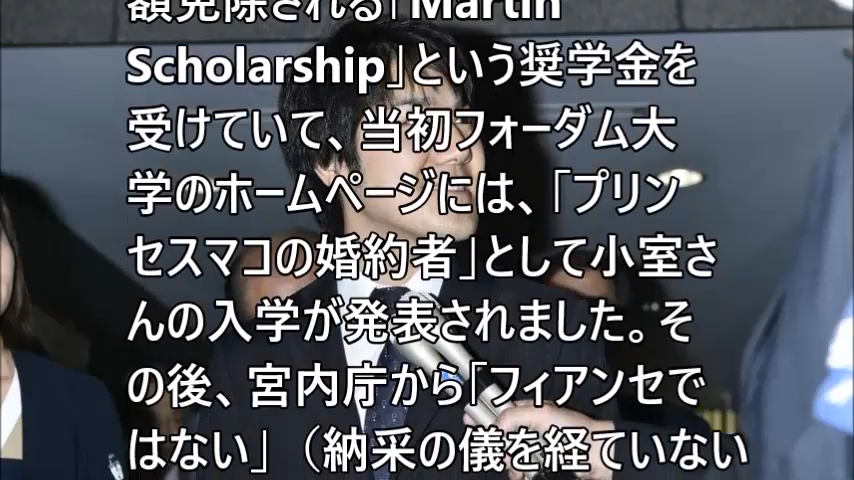 額免除される「Martin
Scholarship」という奨学金を
受けていて、当初フォーダム大
学のホームページには、「プリン
セスマコの婚約者」として小室さ
んの入学が発表されました。そ
の後、宮内庁から「フィアンセで
はない」（納采の儀を経ていない